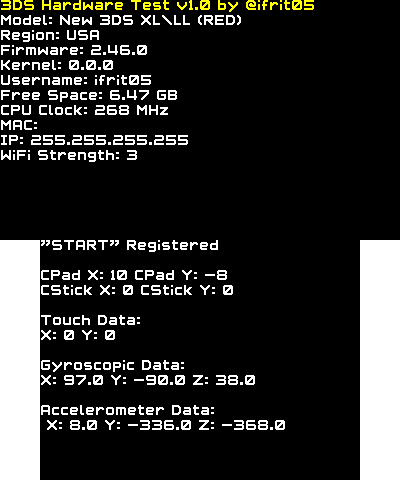 3DS Hardware Test v1.0 by @ifrit05
Model: New 3DS XL\LL (RED)
Region: USA
Firmware: 2.46.0
Kernel: 0.0.0
Username: ifrit05
Free Space: 6.47 GB
CPU Clock: 268 MHz
MAC:
IP: 255.255.255.255
WiFi Strength: 3
"START" Registered
CPad X: 10 CPad Y: -8
CStick X: 0 CStick Y: 0
Touch Data:
X: 0 Y: 0
Gyroscopic Data:
X: 97.0 Y: -90.0 Z: 38.0
Accelerometer Data:
X: 8.0 Y: -336.0 Z: -368.0